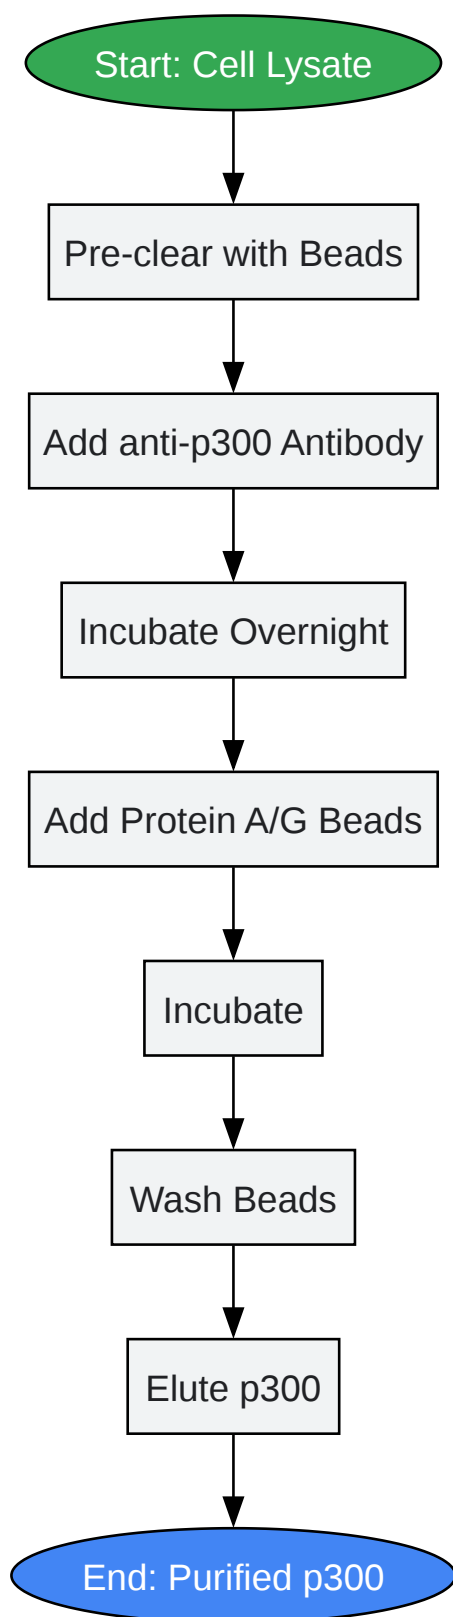 Start: Cell Lysate
Pre-clear with Beads
Add anti-p300 Antibody
Incubate Overnight
Add Protein A/G Beads
Incubate
Wash Beads
Elute p300
End: Purified p300